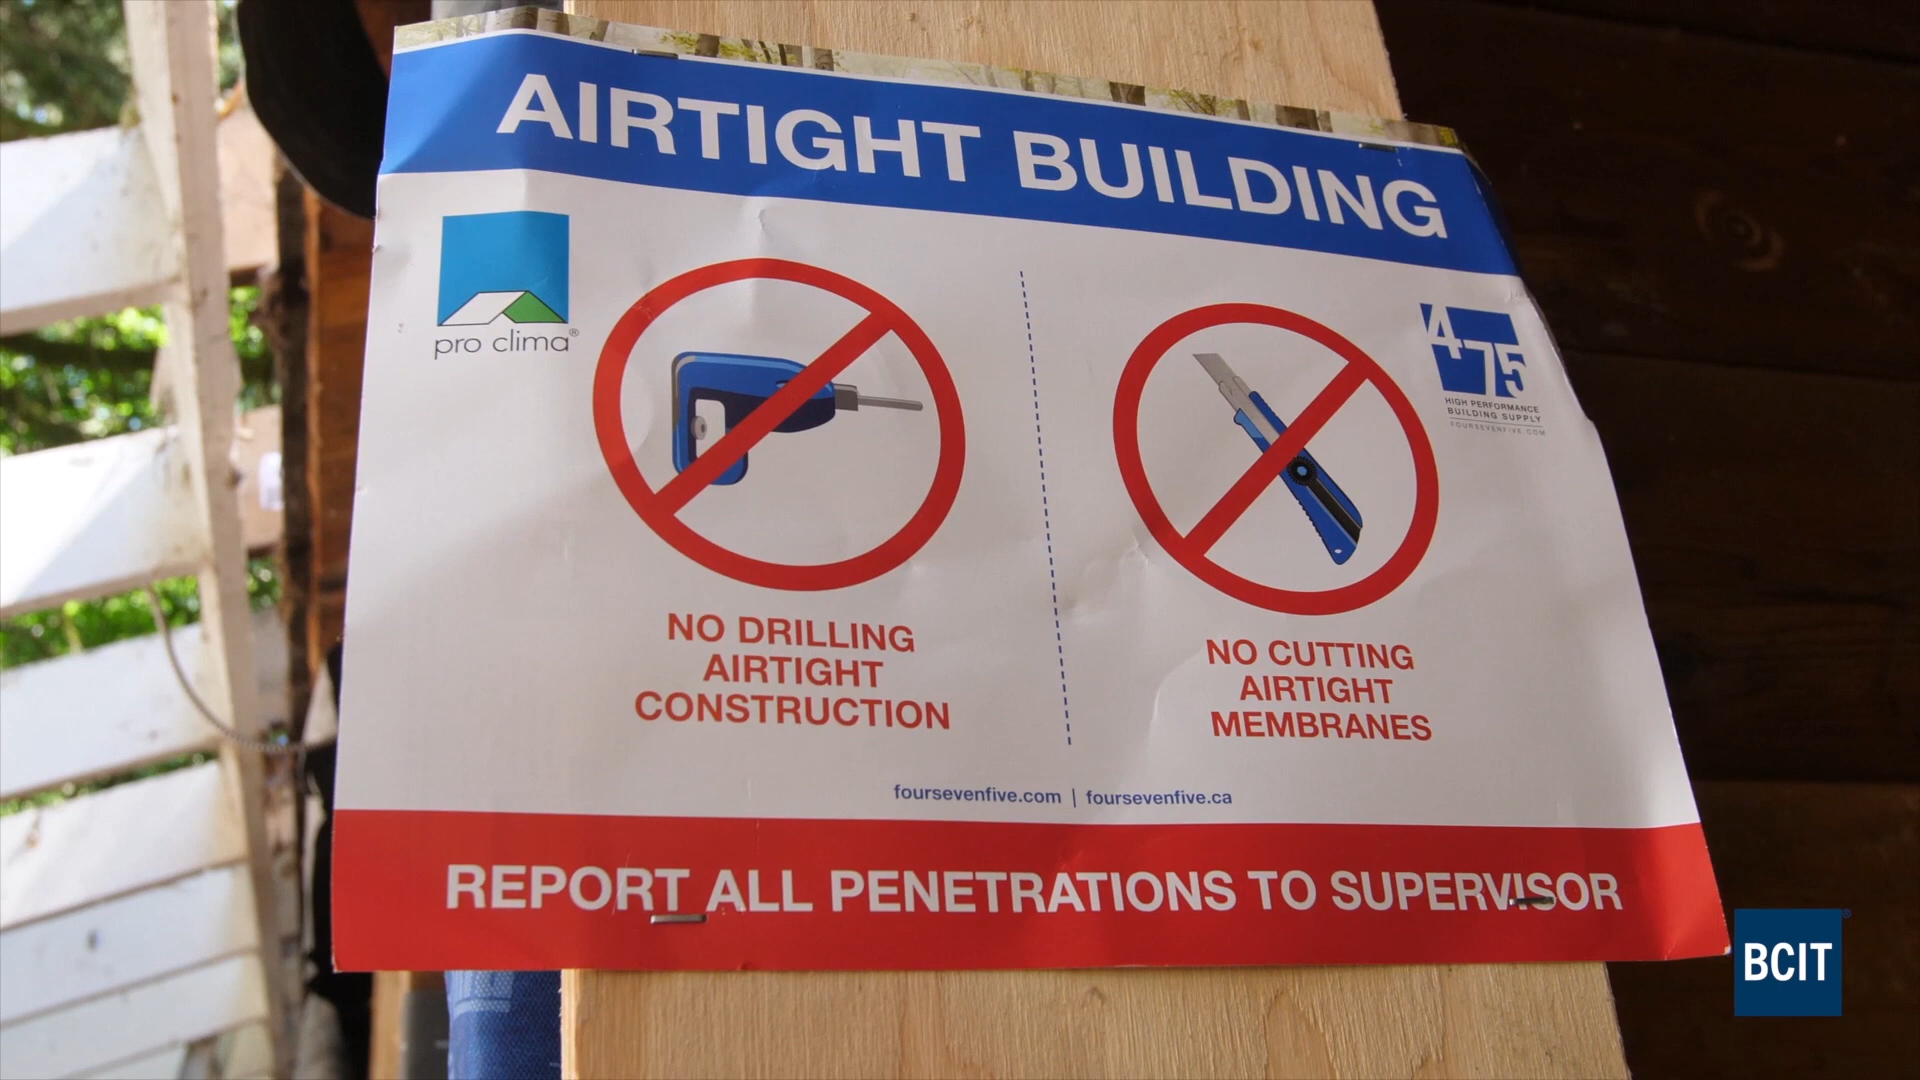 AIRTIGHT BUILDING
pro clima®
475
HIGH PERFORMANCE
BUILDING SUPPLY
FOURSEVENFIVE.COM
NO DRILLING
AIRTIGHT
CONSTRUCTION
NO CUTTING
AIRTIGHT
MEMBRANES
foursevenfive.com | foursevenfive.ca
REPORT ALL PENETRATIONS TO SUPERVISOR
BCIT